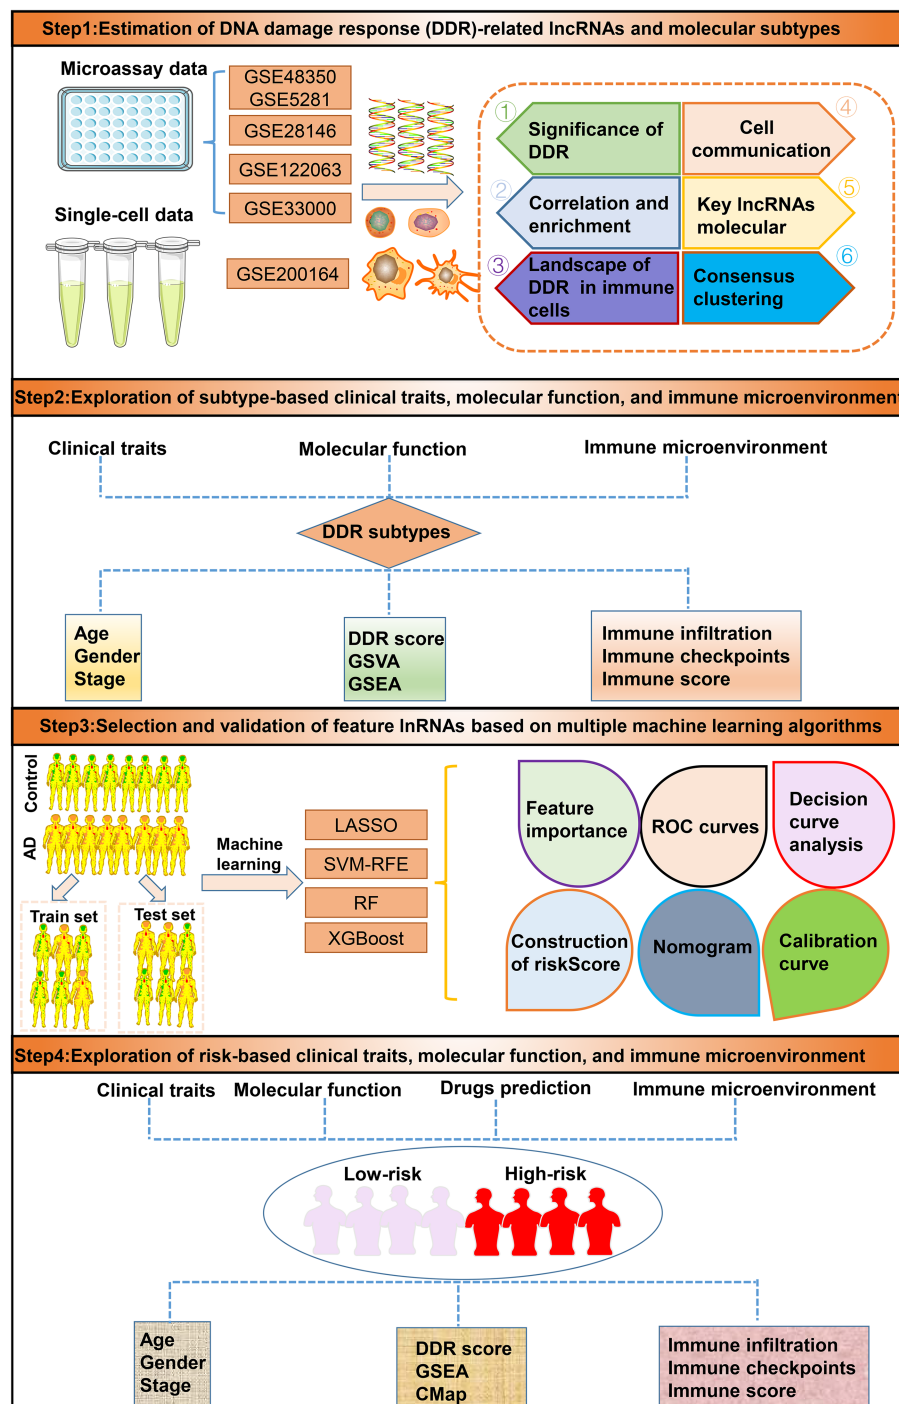 Step1:Estimation of DNA damage response (DDR)-related lncRNAs and molecular subtypes
Microassay data
GSE48350
GSE5281
GSE28146
GSE122063
GSE33000
Single-cell data
GSE200164
①
Significance of
DDR
②
Correlation and
enrichment
③
Landscape of
DDR in immune
cells
④
Cell
communication
⑤
Key lncRNAs
molecular
⑥
Consensus
clustering
Step2:Exploration of subtype-based clinical traits, molecular function, and immune microenvironment
Clinical traits
Molecular function
Immune microenvironment
DDR subtypes
Age
Gender
Stage
DDR score
GSVA
GSEA
Immune infiltration
Immune checkpoints
Immune score
Step3:Selection and validation of feature lnRNAs based on multiple machine learning algorithms
Control
AD
Train set
Test set
Machine
learning
LASSO
SVM-RFE
RF
XGBoost
Feature
importance
ROC curves
Decision
curve
analysis
Construction
of riskScore
Nomogram
Calibration
curve
Step4:Exploration of risk-based clinical traits, molecular function, and immune microenvironment
Clinical traits
Molecular function
Drugs prediction
Immune microenvironment
Low-risk
High-risk
Age
Gender
Stage
DDR score
GSEA
CMap
Immune infiltration
Immune checkpoints
Immune score